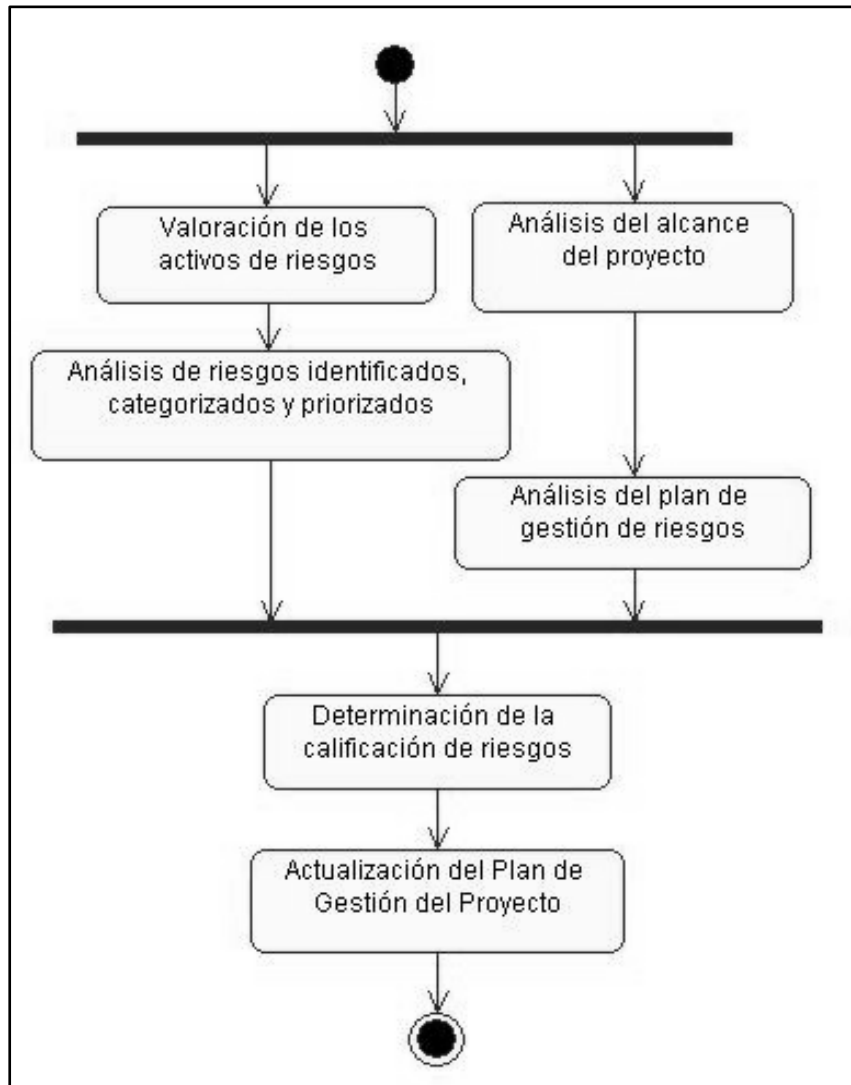 Valoración de los
activos de riesgos
Análisis del alcance
del proyecto
Análisis de riesgos identificados,
categorizados y priorizados
Análisis del plan de
gestión de riesgos
Determinación de la
calificación de riesgos
Actualización del Plan de
Gestión del Proyecto